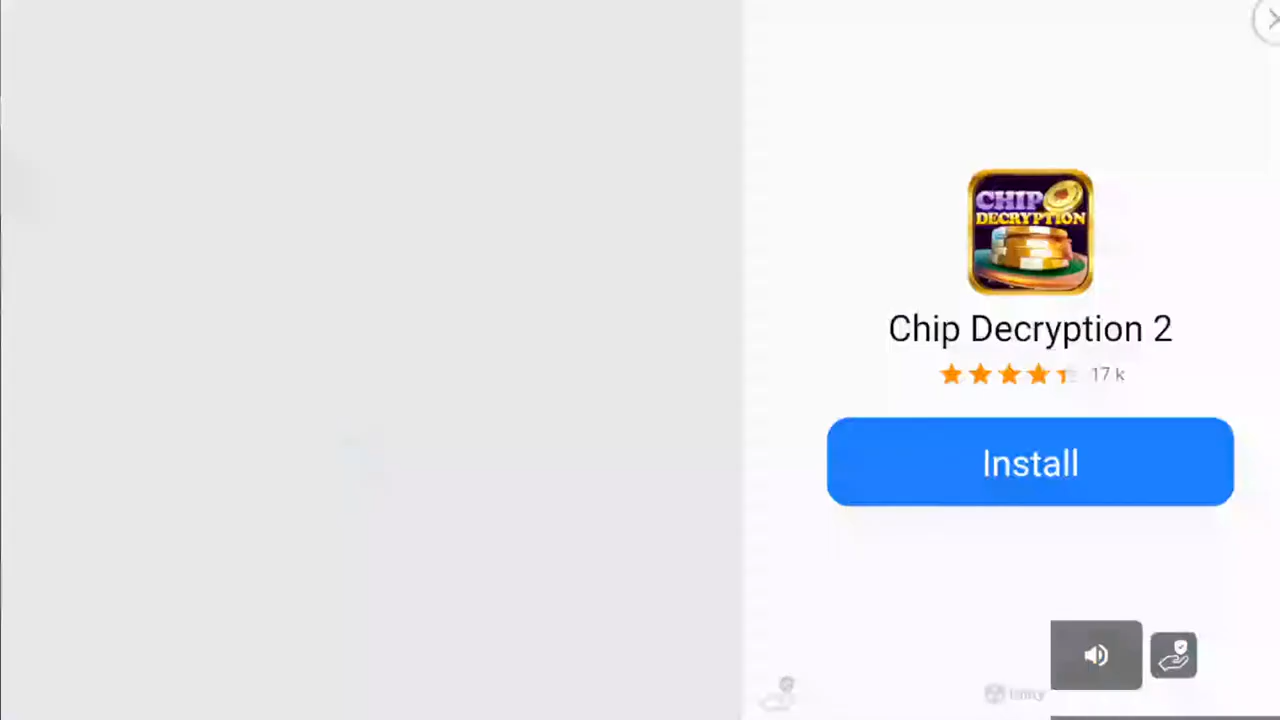 CHIP
DECRYPTION
Chip Decryption 2
17 k
Install